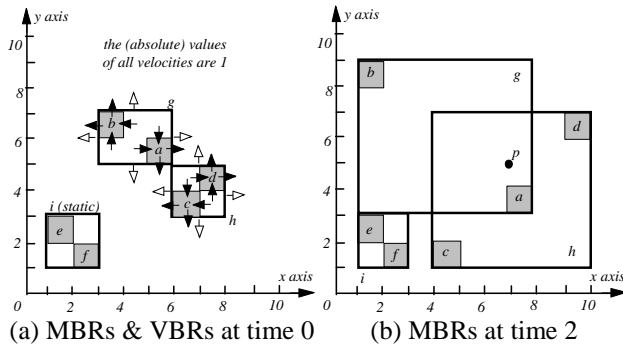 y axis
10
8
6
4
2
0
the (absolute) values
of all velocities are 1
g
b
a
d
c
h
i (static)
e
f
x axis
2 4 6 8 10
(a) MBRs & VBRs at time 0
y axis
10
8
6
4
2
0
b
g
d
p
a
e
f
c
h
i
x axis
2 4 6 8 10
(b) MBRs at time 2